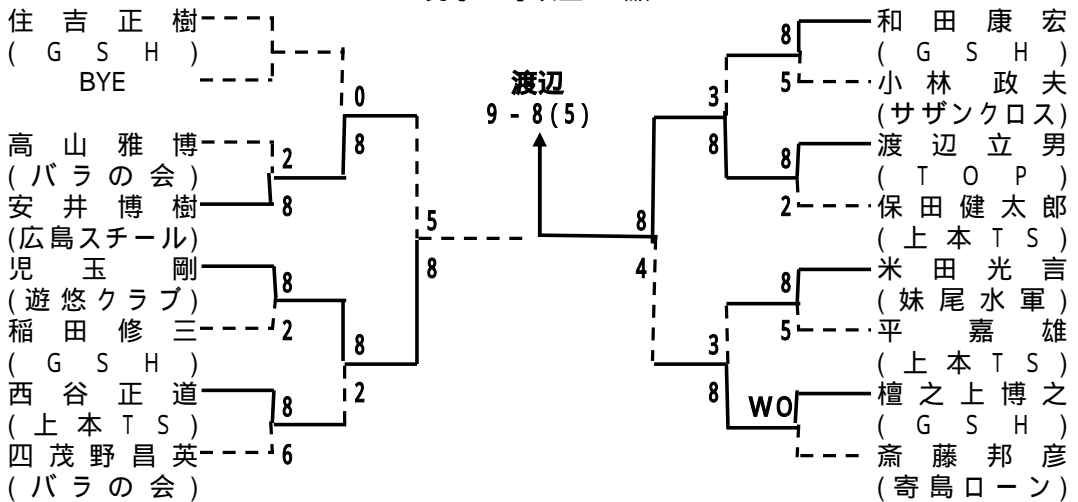 住吉正樹
(GSH)
BYE
0
8
高山雅博
(バラの会)
2
安井博樹
(広島スチール)
8
5
8
児玉剛
(遊悠クラブ)
8
稲田修三
(GSH)
2
8
2
西谷正道
(上本TS)
8
四茂野昌英
(バラの会)
6
渡辺
9-8(5)
和田康宏
(GSH)
8
小林政夫
(サザンクロス)
5
3
8
渡辺立男
(TOP)
8
保田健太郎
(上本TS)
2
8
4
米田光言
(妹尾水軍)
8
平嘉雄
(上本TS)
5
3
8
檀之上博之
(GSH)
WO
斎藤邦彦
(寄島ローン)